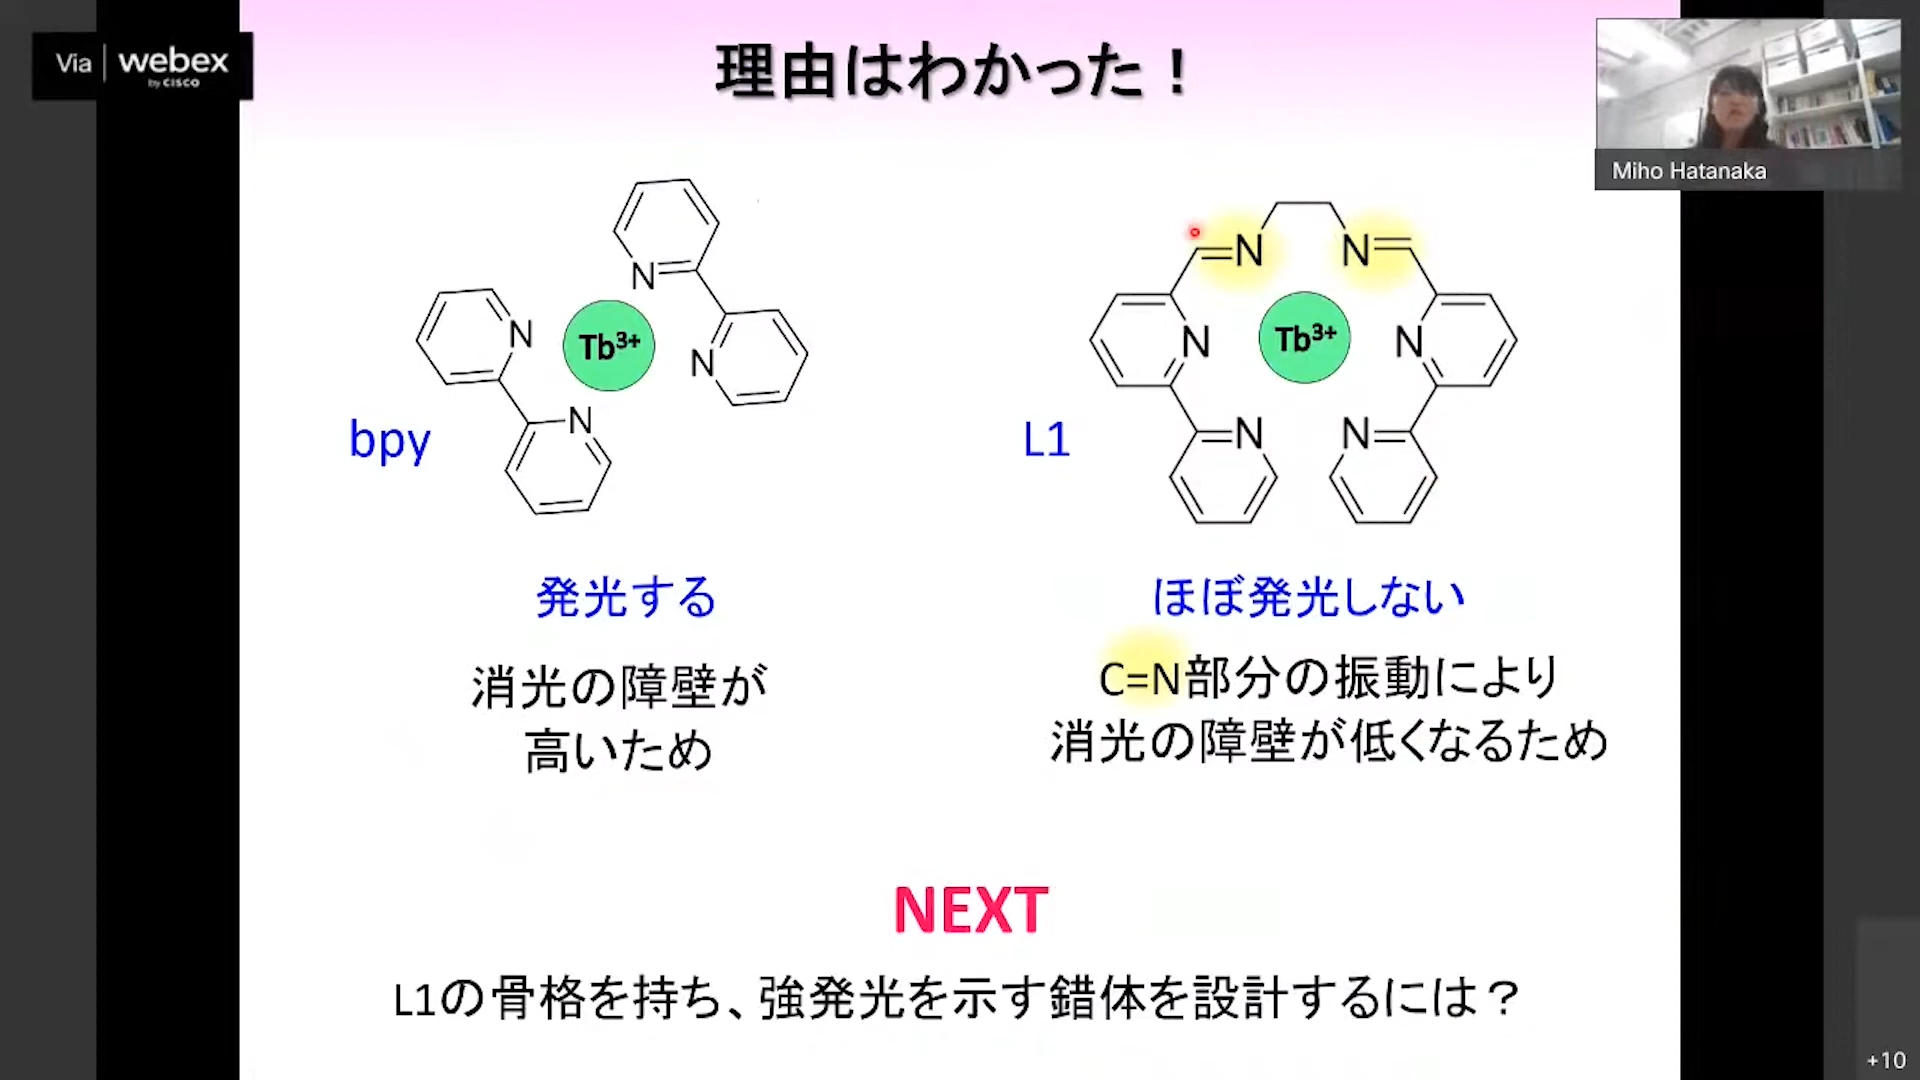 Via | webex
by CISCO
理由はわかった！
Miho Hatanaka
N
N
N
N
Tb³⁺
bpy
N
N
N
N
N
N
Tb³⁺
L1
発光する
ほぼ発光しない
消光の障壁が
高いため
C=N部分の振動により
消光の障壁が低くなるため
NEXT
L1の骨格を持ち、強発光を示す錯体を設計するには？
+10